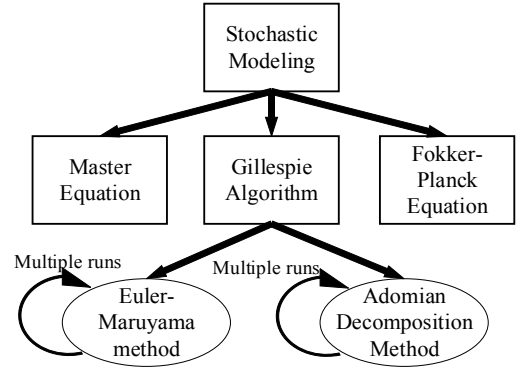 Stochastic
Modeling
Master
Equation
Gillespie
Algorithm
Fokker-
Planck
Equation
Multiple runs
Euler-
Maruyama
method
Multiple runs
Adomian
Decomposition
Method